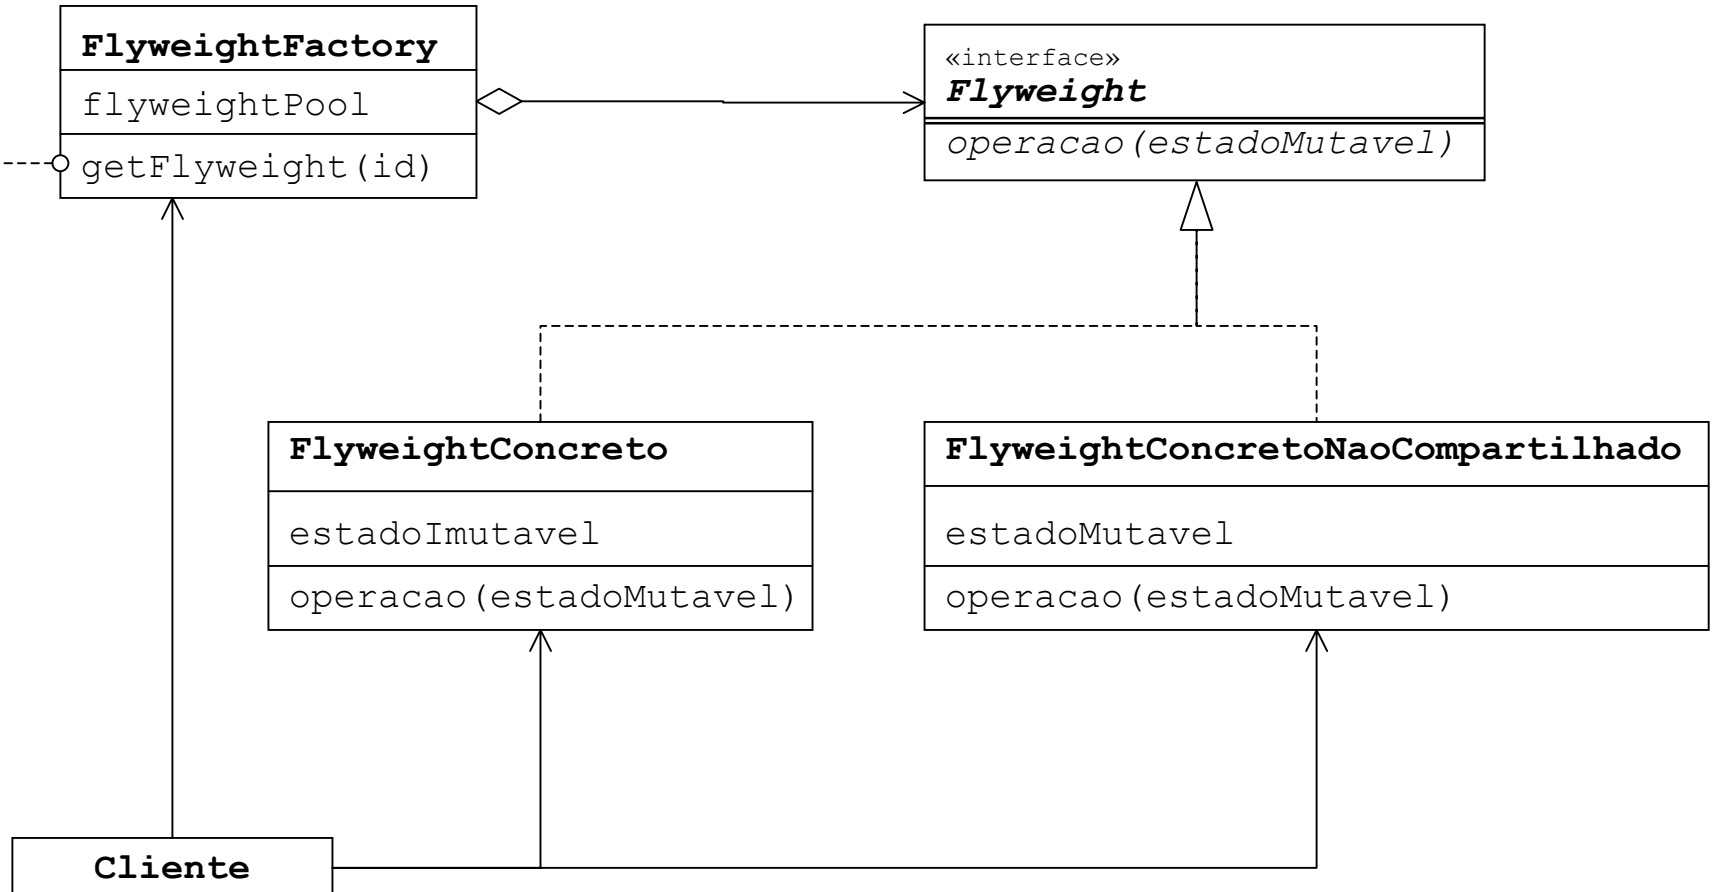 FlyweightFactory
flyweightPool
getFlyweight(id)
«interface»
Flyweight
operacao(estadoMutavel)
FlyweightConcreto
estadoImutavel
operacao(estadoMutavel)
FlyweightConcretoNaoCompartilhado
estadoMutavel
operacao(estadoMutavel)
Cliente